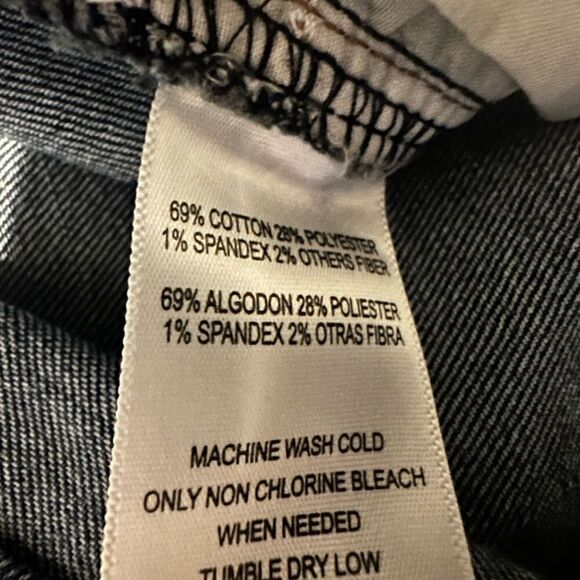 69% COTTON 28% POLYESTER
1% SPANDEX 2% OTHERS FIBER
69% ALGODON 28% POLIESTER
1% SPANDEX 2% OTRAS FIBRA
MACHINE WASH COLD
ONLY NON CHLORINE BLEACH
WHEN NEEDED
TUMBLE DRY LOW